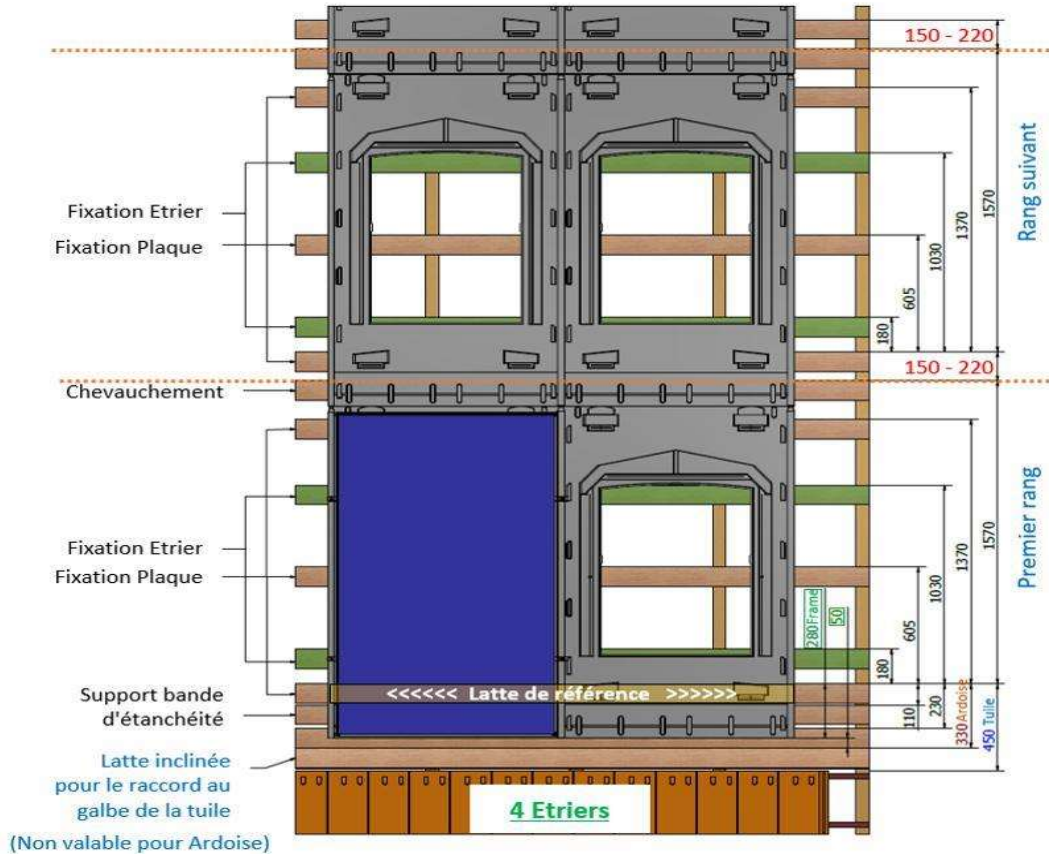 150 - 220
Fixation Etrier
Fixation Plaque
Rang suivant
1570
1370
1030
605
180
150 - 220
Chevauchement
Fixation Etrier
Fixation Plaque
Premier rang
1570
1370
1030
605
180
280 Frame
50
<<<<<< Latte de référence >>>>>>
Support bande
d'étanchéité
110
230
330 Ardoise
450 Tuile
Latte inclinée
pour le raccord au
galbe de la tuile
(Non valable pour Ardoise)
4 Etriers